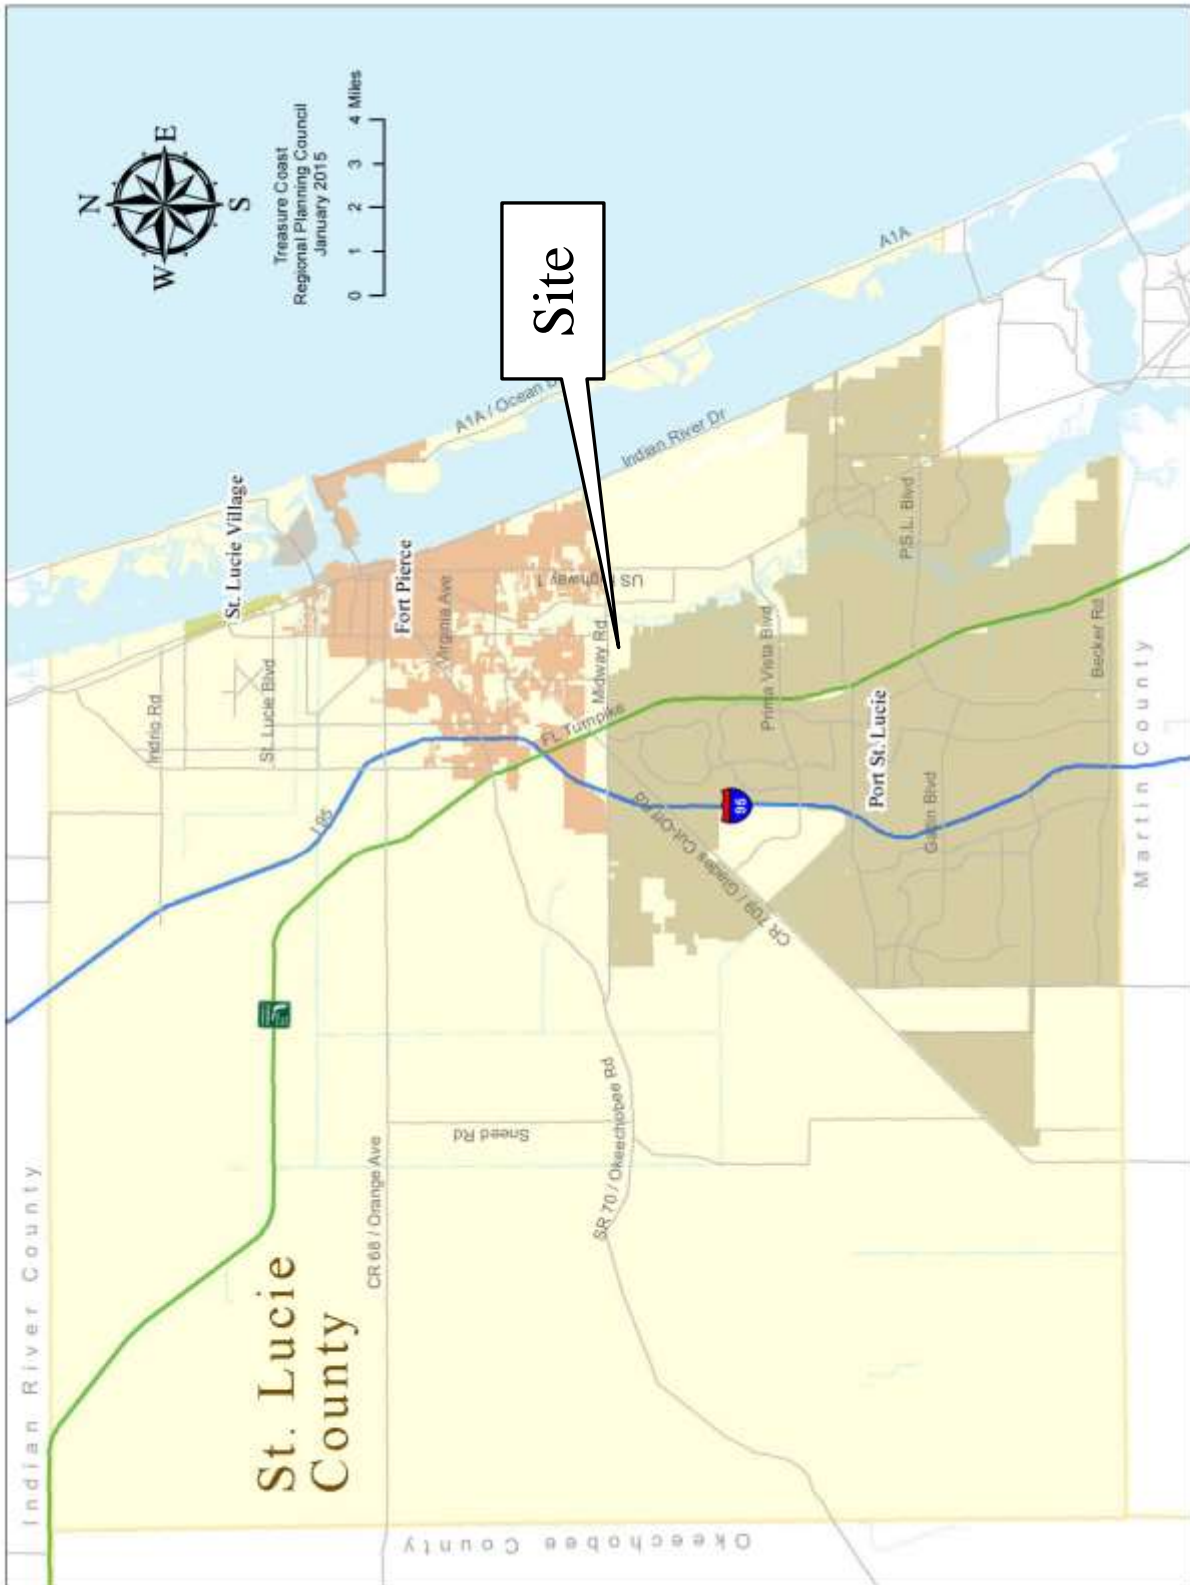 Indian River County
St. Lucie
County
N
W
E
S
Treasure Coast
Regional Planning Council
January 2015
0 1 2 3 4 Miles
Site
St. Lucie Village
Fort Pierce
Port St. Lucie
Indrio Rd
St. Lucie Blvd
I 95
CR 68 / Orange Ave
Sneed Rd
SR 70 / Okeechobee Rd
Virginia Ave
FL Turnpike
Midway Rd
US Highway 1
A1A / Ocean
Indian River Dr
A1A
CR 709 / Glades Cut-Off Rd
95
Prima Vista Blvd
P.S.L. Blvd
Gatlin Blvd
Becker Rd
Martin County
Okeechobee County